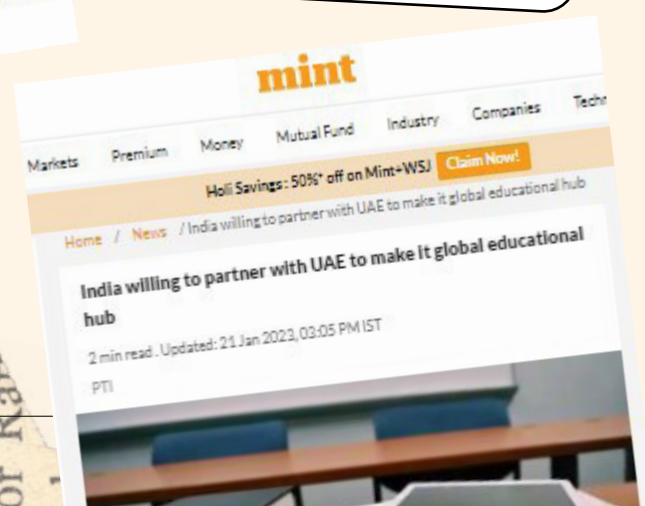 mint
Markets Premium Money Mutual Fund Industry Companies Techn
Holi Savings: 50%* off on Mint+WSJ Claim Now!
Home / News / India willing to partner with UAE to make it global educational hub
India willing to partner with UAE to make it global educational
hub
2 min read . Updated: 21 Jan 2023, 03:05 PM IST
PTI
or